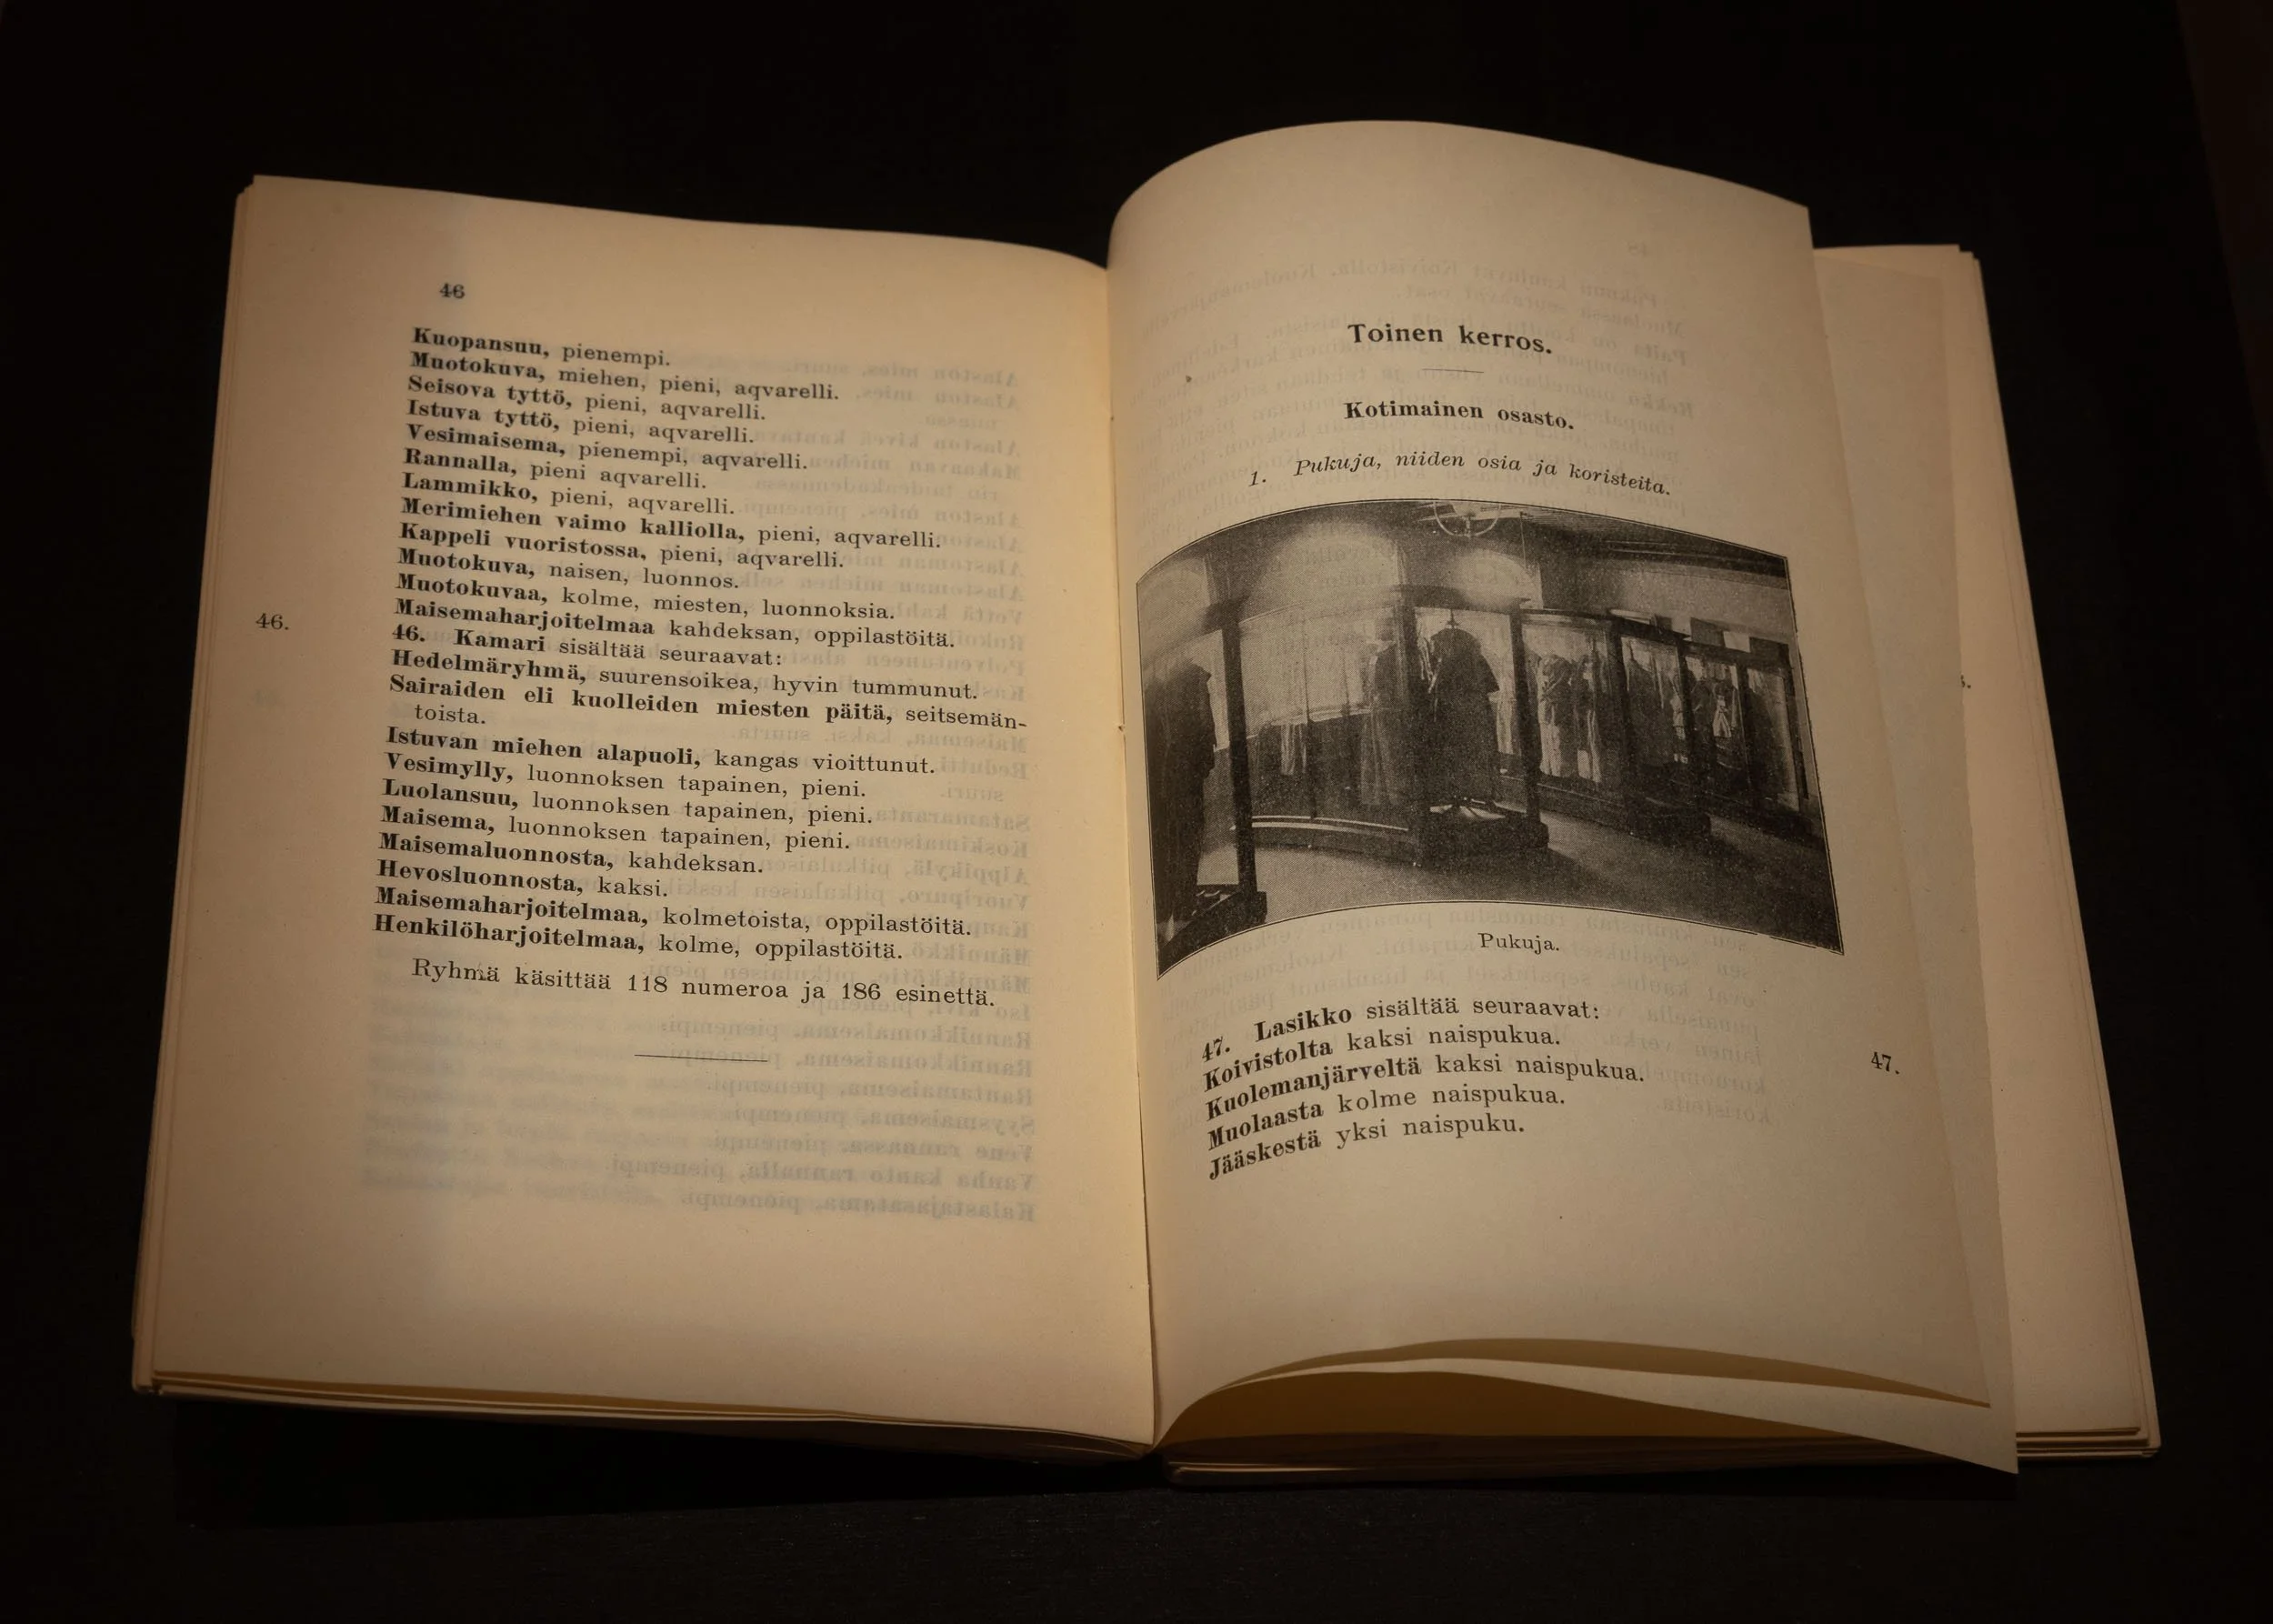 46
Kuopansuu, pienempi.
Muotokuva, miehen, pieni, aqvarelli.
Seisova tyttö, pieni, aqvarelli.
Istuva tyttö, pieni, aqvarelli.
Vesimaisema, pienempi, aqvarelli.
Rannalla, pieni aqvarelli.
Lammikko, pieni, aqvarelli.
Merimiehen vaimo kalliolla, pieni, aqvarelli.
Kappeli vuoristossa, pieni, aqvarelli.
Muotokuva, naisen, luonnos.
Muotokuvaa, kolme, miesten, luonnoksia.
Maisemaharjoitelmaa kahdeksan, oppilastöitä.
46. 46. Kamari sisältää seuraavat:
Hedelmäryhmä, suurensoikea, hyvin tummunut.
Sairaiden eli kuolleiden miesten päitä, seitsemän-
toista.
Istuvan miehen alapuoli, kangas vioittunut.
Vesimylly, luonnoksen tapainen, pieni.
Luolansuu, luonnoksen tapainen, pieni.
Maisema, luonnoksen tapainen, pieni.
Maisemaluonnosta, kahdeksan.
Hevosluonnosta, kaksi.
Maisemaharjoitelmaa, kolmetoista, oppilastöitä.
Henkilöharjoitelmaa, kolme, oppilastöitä.
Ryhmä käsittää 118 numeroa ja 186 esinettä.
Toinen kerros.
Kotimainen osasto.
1. Pukuja, niiden osia ja koristeita.
Pukuja.
47. Lasikko sisältää seuraavat:
Koivistolta kaksi naispukua.
Kuolemanjärveltä kaksi naispukua. 47.
Muolaasta kolme naispukua.
Jääskestä yksi naispuku.